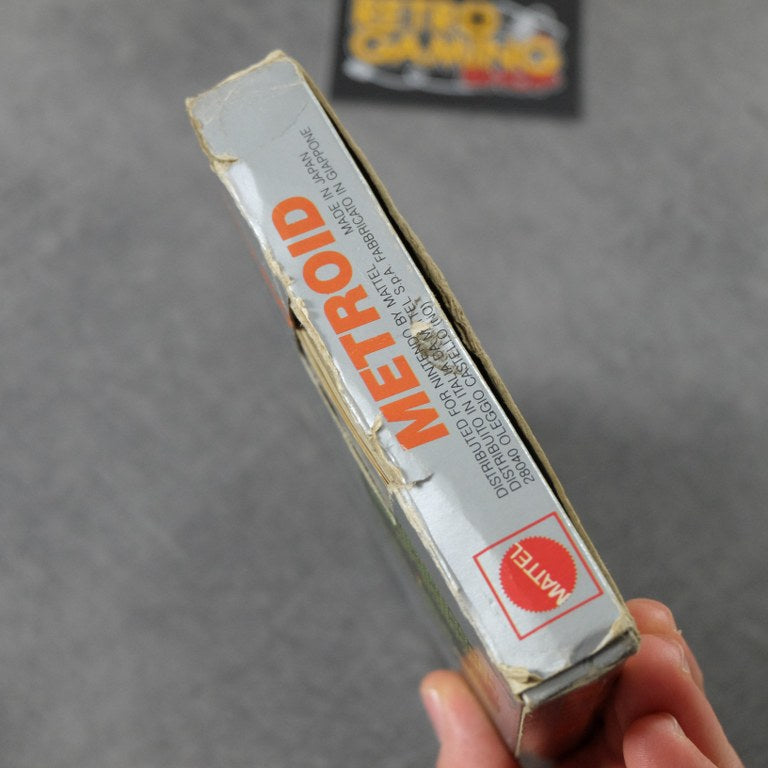 RETRO
GAMING
METROID
DISTRIBUTED FOR NINTENDO BY MATTEL MADE IN JAPAN
DISTRIBUITO IN ITALIA DA MATTEL S.p.A. FABBRICATO IN GIAPPONE
28040 OLEGGIO CASTELLO (NO)
MATTEL